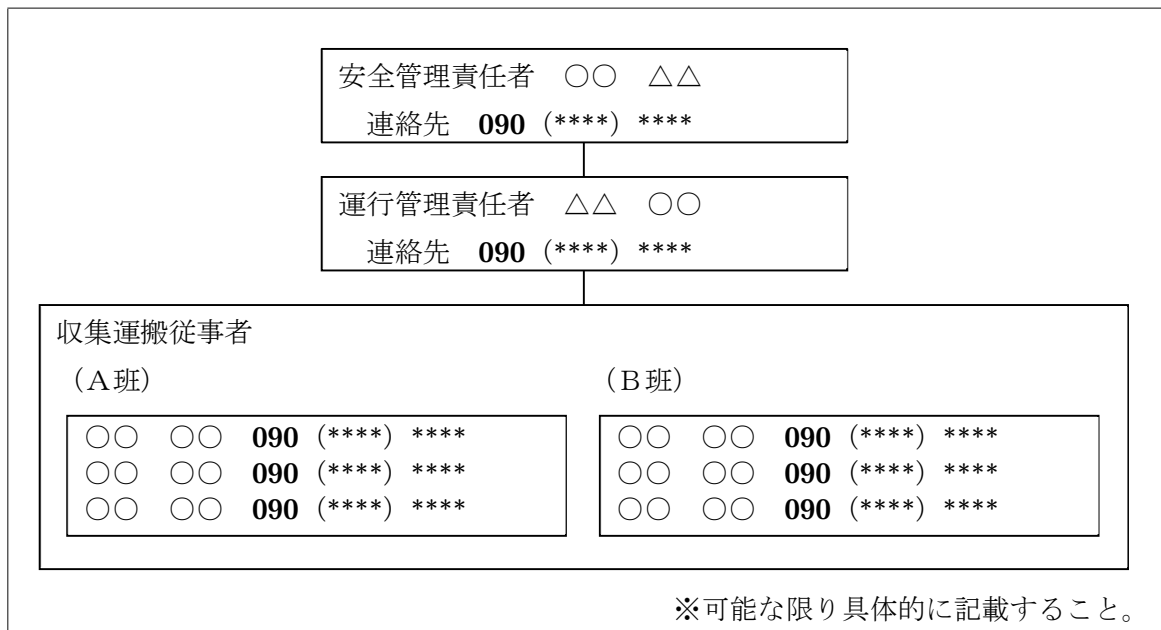 安全管理責任者　○○　△△
連絡先　090 (****) ****
運行管理責任者　△△　○○
連絡先　090 (****) ****
収集運搬従事者
（Ａ班）
○○　○○　090 (****) ****
○○　○○　090 (****) ****
○○　○○　090 (****) ****
（Ｂ班）
○○　○○　090 (****) ****
○○　○○　090 (****) ****
○○　○○　090 (****) ****
※可能な限り具体的に記載すること。